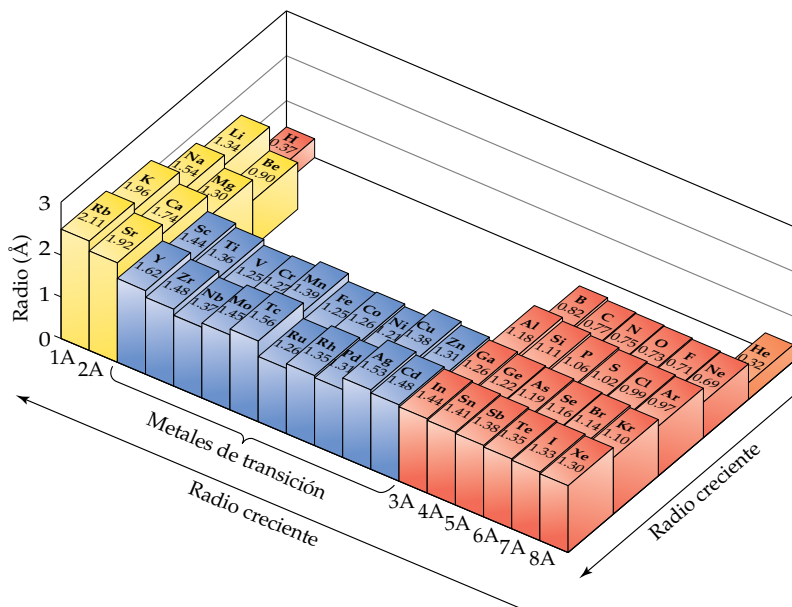 3
2
1
0
Radio (Å)
H
0.37
Li
1.34
Be
0.90
Na
1.54
Mg
1.30
K
1.96
Ca
1.74
Rb
2.11
Sr
1.92
Sc
1.44
Ti
1.36
V
1.25
Cr
1.27
Mn
1.39
Fe
1.25
Co
1.26
Ni
1.21
Cu
1.38
Zn
1.31
Y
1.62
Zr
1.48
Nb
1.37
Mo
1.45
Tc
1.56
Ru
1.26
Rh
1.35
Pd
1.31
Ag
1.53
Cd
1.48
B
0.82
C
0.77
N
0.75
O
0.73
F
0.71
Ne
0.69
He
0.32
Al
1.18
Si
1.11
P
1.06
S
1.02
Cl
0.99
Ar
0.97
Ga
1.26
Ge
1.22
As
1.19
Se
1.16
Br
1.14
Kr
1.10
In
1.44
Sn
1.41
Sb
1.38
Te
1.35
I
1.33
Xe
1.30
1A
2A
Metales de transición
3A
4A
5A
6A
7A
8A
Radio creciente
Radio creciente